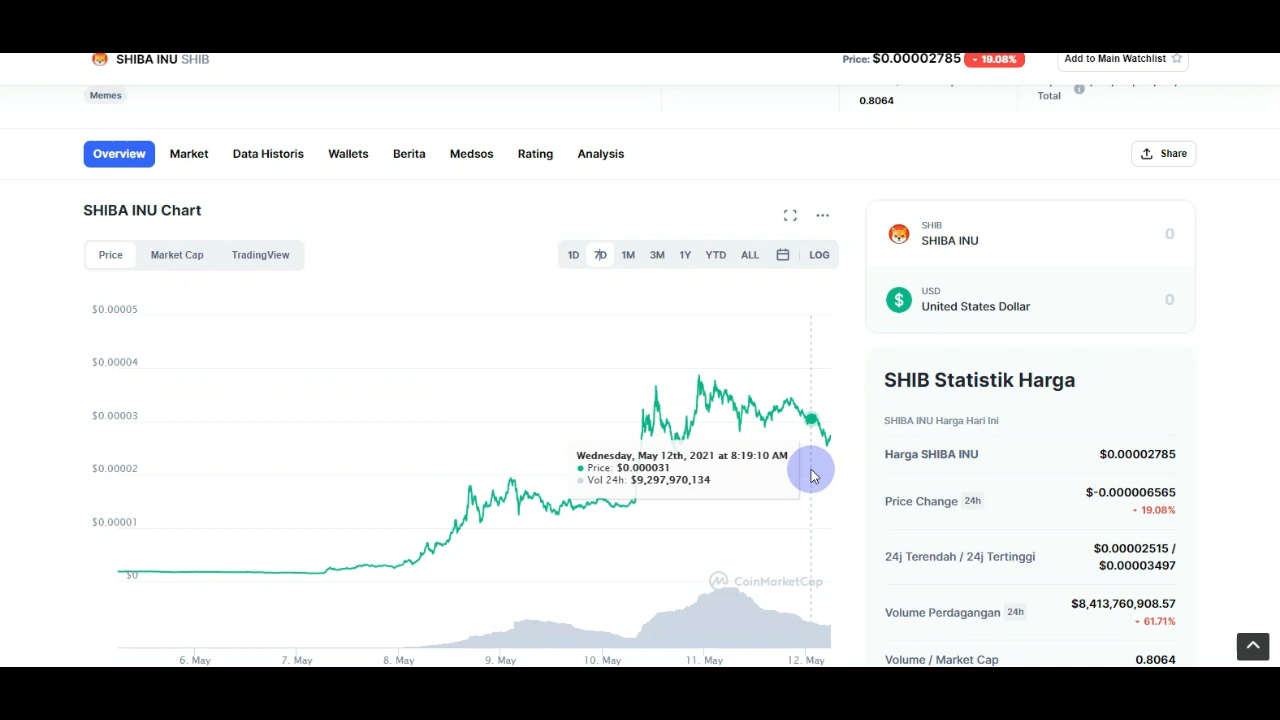 SHIBA INU SHIB
Price: $0.00002785 19.08%
Add to Main Watchlist
Memes
0.8064
Total
Overview Market Data Historis Wallets Berita Medsos Rating Analysis
Share
SHIBA INU Chart
Price Market Cap TradingView
1D 7D 1M 3M 1Y YTD ALL LOG
$0.00005
$0.00004
$0.00003
$0.00002
$0.00001
$0
Wednesday, May 12th, 2021 at 8:19:10 AM
Price: $0.000031
Vol 24h: $9,297,970,134
CoinMarketCap
6. May 7. May 8. May 9. May 10. May 11. May 12. May
SHIB
SHIBA INU
0
USD
United States Dollar
0
SHIB Statistik Harga
SHIBA INU Harga Hari Ini
Harga SHIBA INU $0.00002785
Price Change 24h $-0.000006565
19.08%
24j Terendah / 24j Tertinggi $0.00002515 /
$0.00003497
Volume Perdagangan 24h $8,413,760,908.57
61.71%
Volume / Market Cap 0.8064